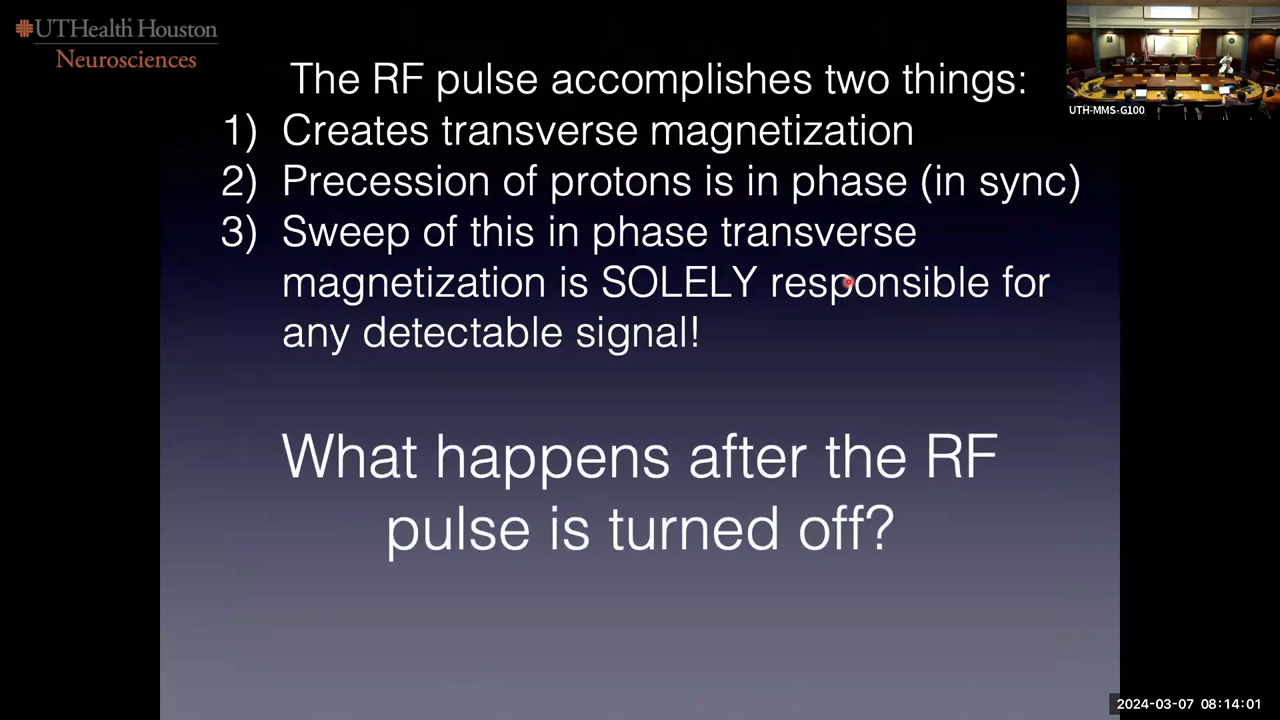 UTHealth Houston
Neurosciences
UTH-MMS-G100
The RF pulse accomplishes two things:
1) Creates transverse magnetization
2) Precession of protons is in phase (in sync)
3) Sweep of this in phase transverse
magnetization is SOLELY responsible for
any detectable signal!
What happens after the RF
pulse is turned off?
2024-03-07 08:14:01